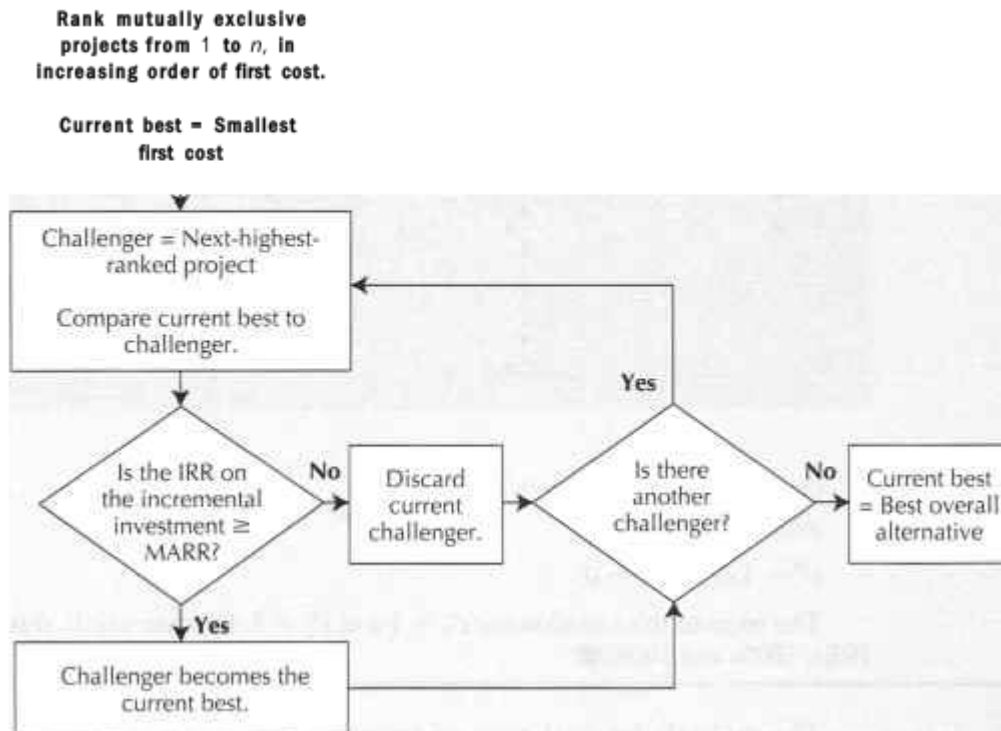 Rank mutually exclusive
projects from 1 to n, in
increasing order of first cost.
Current best = Smallest
first cost
Challenger = Next-highest-
ranked project
Compare current best to
challenger.
Is the IRR on
the incremental
investment ≥
MARR?
No
Discard
current
challenger.
Yes
Is there
another
challenger?
No
Current best
= Best overall
alternative
Yes
Challenger becomes the
current best.